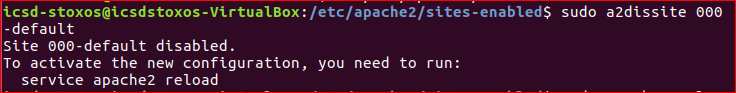 icsd-stoxos@icsdstoxos-VirtualBox:/etc/apache2/sites-enabled$ sudo a2dissite 000
-default
Site 000-default disabled.
To activate the new configuration, you need to run:
  service apache2 reload